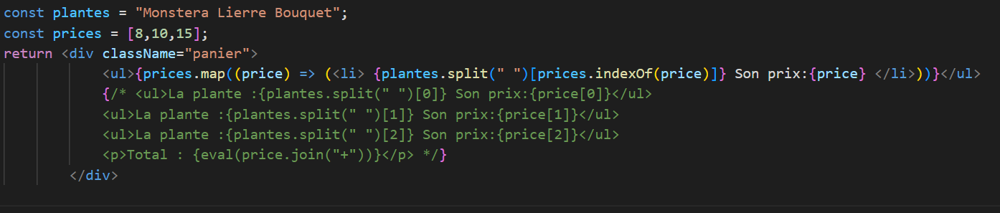 const plantes = "Monstera Lierre Bouquet";
const prices = [8,10,15];
return <div className="panier">
<ul>{prices.map((price) => (<li> {plantes.split(" ")[prices.indexOf(price)]} Son prix:{price} </li>))}</ul>
{/* <ul>La plante :{plantes.split(" ")[0]} Son prix:{price[0]}</ul>
<ul>La plante :{plantes.split(" ")[1]} Son prix:{price[1]}</ul>
<ul>La plante :{plantes.split(" ")[2]} Son prix:{price[2]}</ul>
<p>Total : {eval(price.join("+"))}</p> */}
</div>